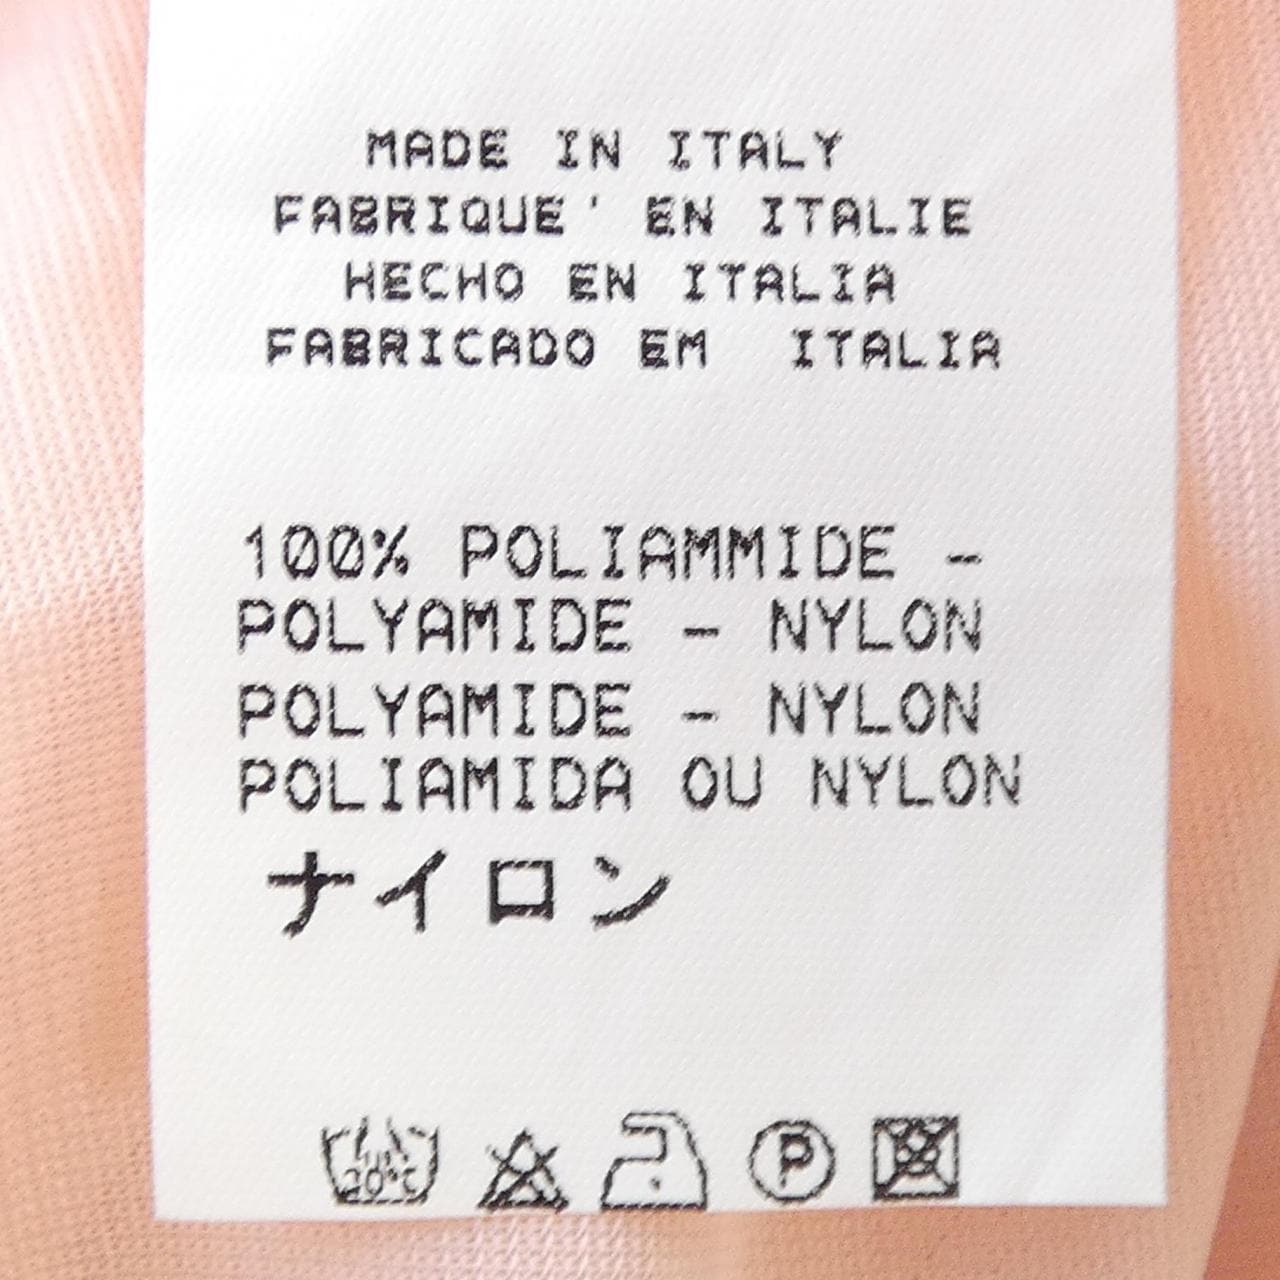 MADE IN ITALY
FABRIQUE' EN ITALIE
HECHO EN ITALIA
FABRICADO EM ITALIA
100% POLIAMMIDE -
POLYAMIDE - NYLON
POLYAMIDE - NYLON
POLIAMIDA OU NYLON
ナイロン
P